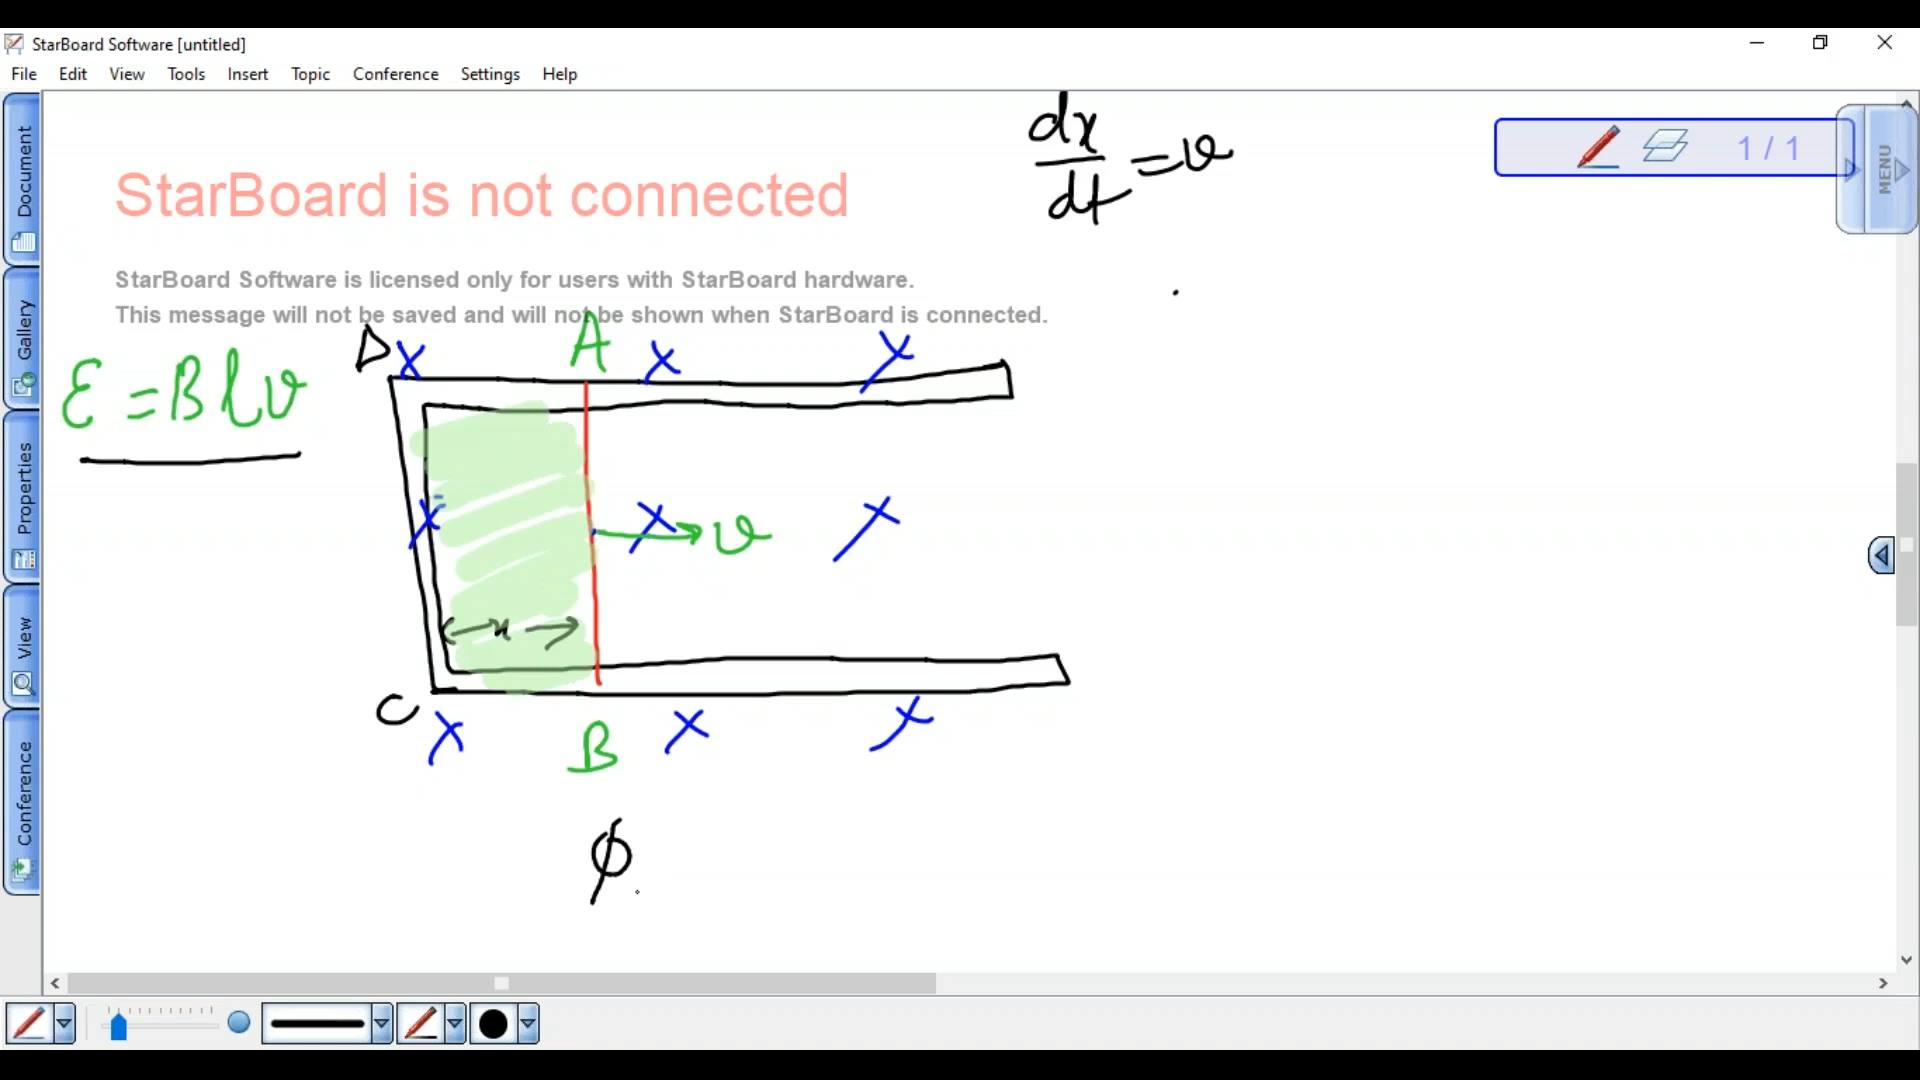 StarBoard Software [untitled]
File Edit View Tools Insert Topic Conference Settings Help
Document
Gallery
Properties
View
Conference
1 / 1
MENU
dx/dt = v
StarBoard is not connected
StarBoard Software is licensed only for users with StarBoard hardware.
This message will not be saved and will not be shown when StarBoard is connected.
D x A x x
ε = Blv
x x v x
x
C
x B x x
ϕ